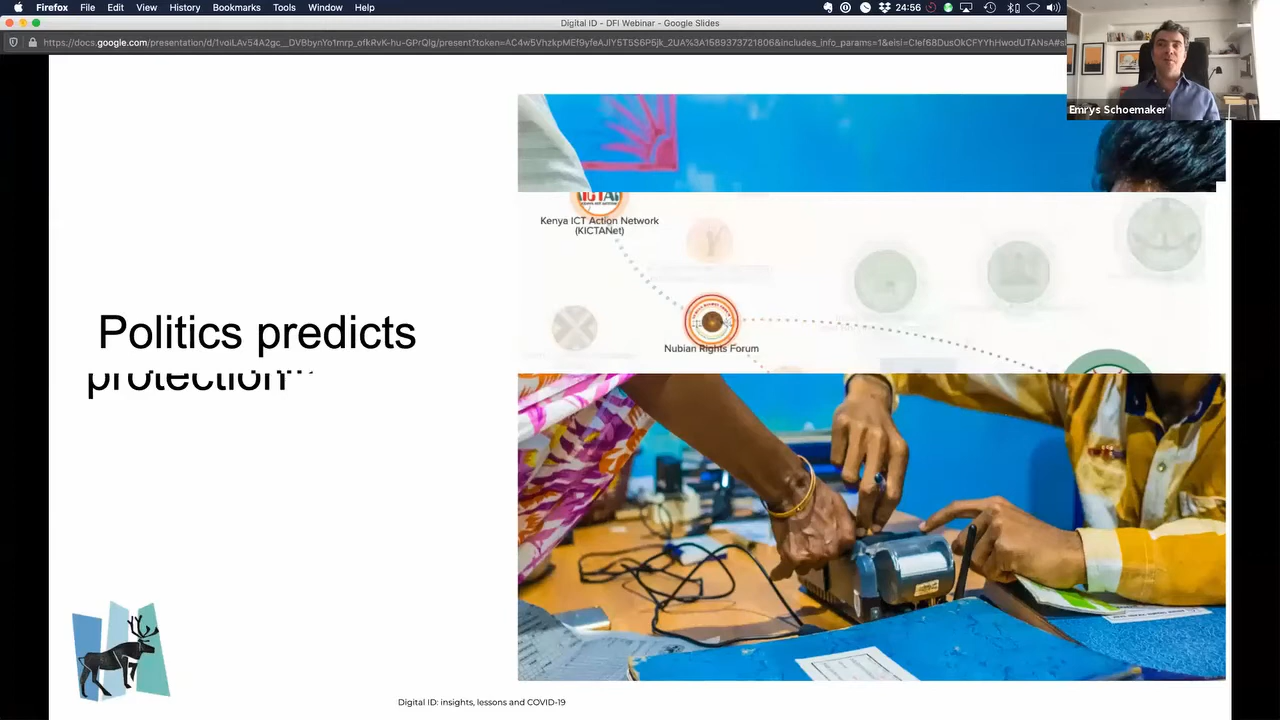 Firefox File Edit View History Bookmarks Tools Window Help 24:56
Digital ID - DFI Webinar - Google Slides
Emrys Schoemaker
Kenya ICT Action Network
(KICTANet)
Nubian Rights Forum
Politics predicts
protection
Digital ID: insights, lessons and COVID-19